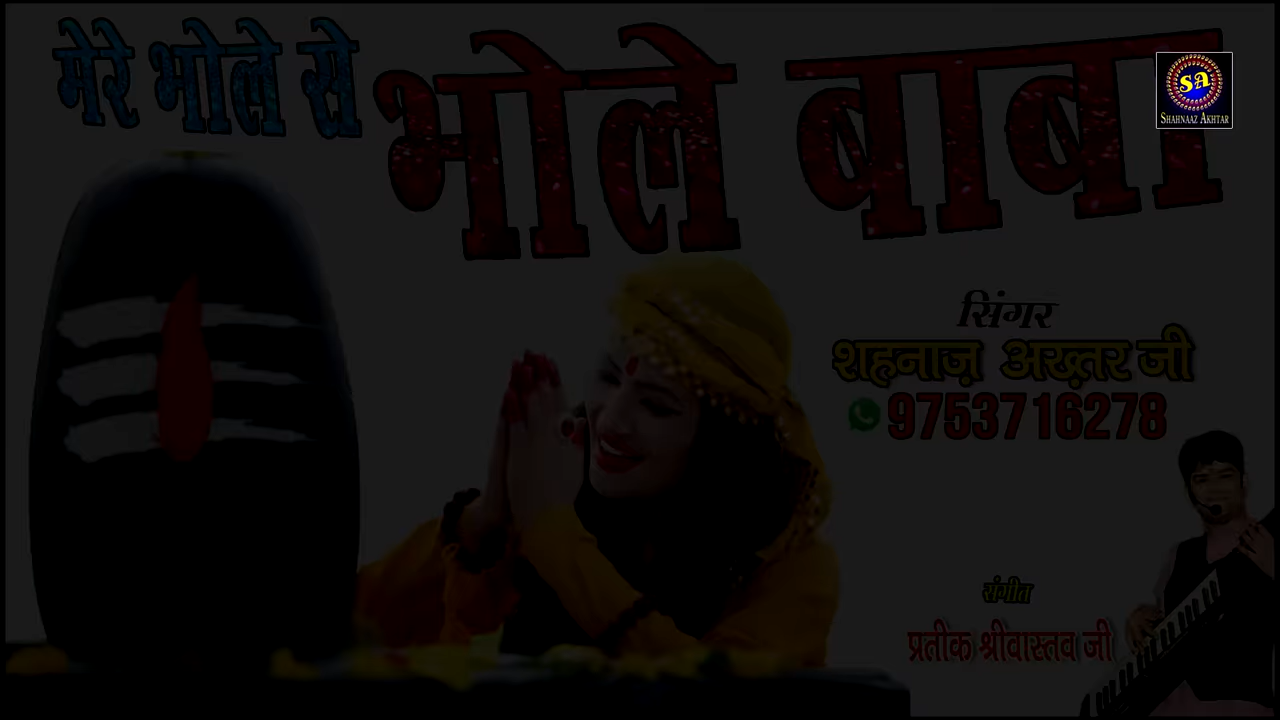 मेरे भोले से
भोले बाबा
SA
SHAHNAAZ AKHTAR
सिंगर
शहनाज़ अख़्तर जी
9753716278
संगीत
प्रतीक श्रीवास्तव जी